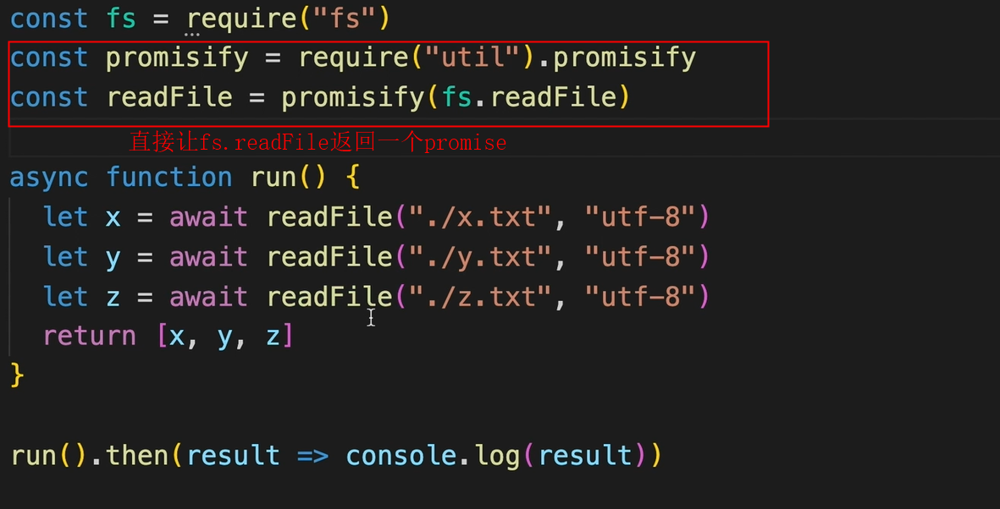 const fs = require("fs")
const promisify = require("util").promisify
const readFile = promisify(fs.readFile)
直接让fs.readFile返回一个promise
async function run() {
let x = await readFile("./x.txt", "utf-8")
let y = await readFile("./y.txt", "utf-8")
let z = await readFile("./z.txt", "utf-8")
return [x, y, z]
}
run().then(result => console.log(result))